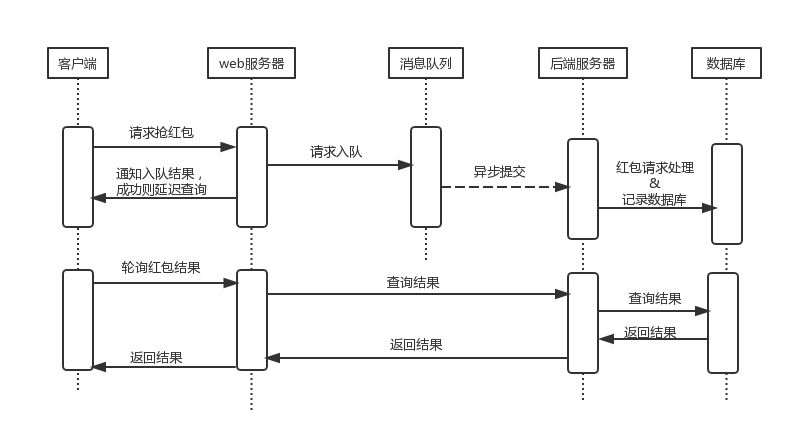 客户端
web服务器
消息队列
后端服务器
数据库
请求抢红包
请求入队
通知入队结果，
成功则延迟查询
异步提交
红包请求处理
&
记录数据库
轮询红包结果
查询结果
查询结果
返回结果
返回结果
返回结果